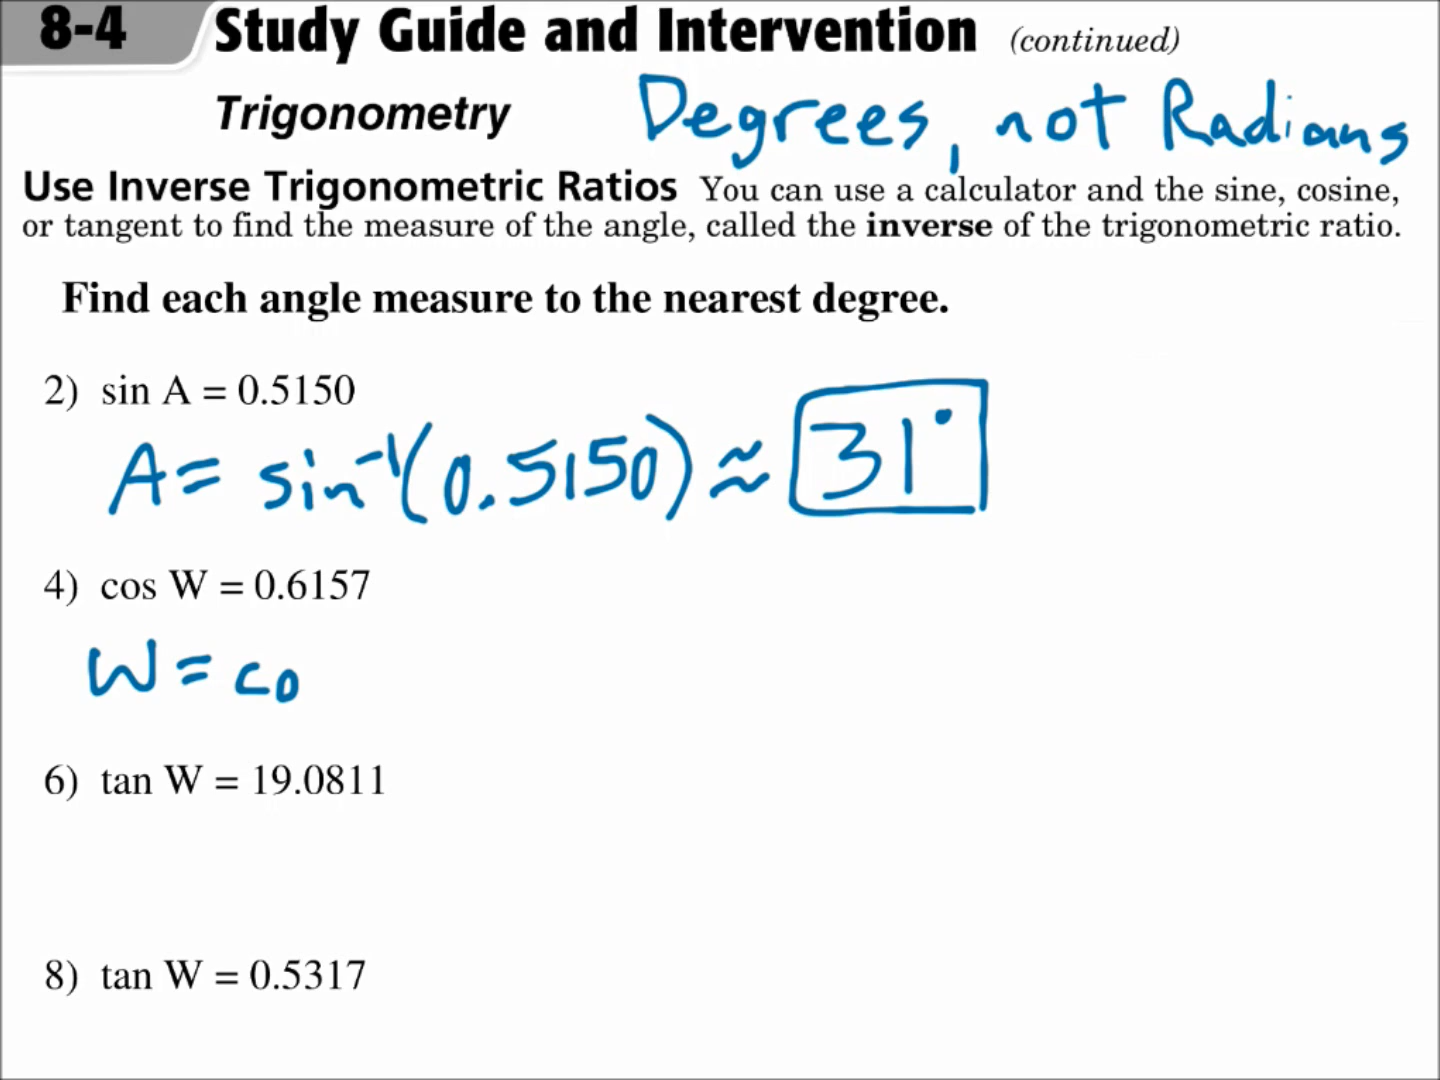 8-4 Study Guide and Intervention (continued)
Trigonometry Degrees, not Radians
Use Inverse Trigonometric Ratios You can use a calculator and the sine, cosine,
or tangent to find the measure of the angle, called the inverse of the trigonometric ratio.
Find each angle measure to the nearest degree.
2) sin A = 0.5150
A = sin⁻¹(0.5150) ≈ 31°
4) cos W = 0.6157
W = co
6) tan W = 19.0811
8) tan W = 0.5317